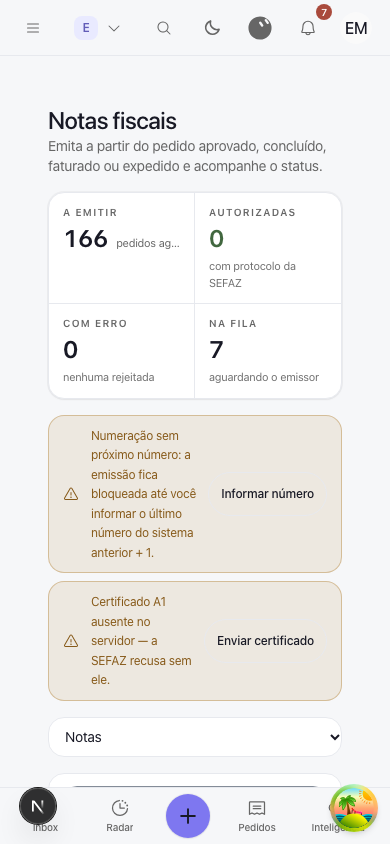 E
7
EM
Notas fiscais
Emita a partir do pedido aprovado, concluído,
faturado ou expedido e acompanhe o status.
A EMITIR
166 pedidos ag...
AUTORIZADAS
0
com protocolo da
SEFAZ
COM ERRO
0
nenhuma rejeitada
NA FILA
7
aguardando o emissor
Numeração sem
próximo número: a
emissão fica
bloqueada até você
informar o último
número do sistema
anterior + 1.
Informar número
Certificado A1
ausente no
servidor — a
SEFAZ recusa sem
ele.
Enviar certificado
Notas
N
Inbox
Radar
Pedidos